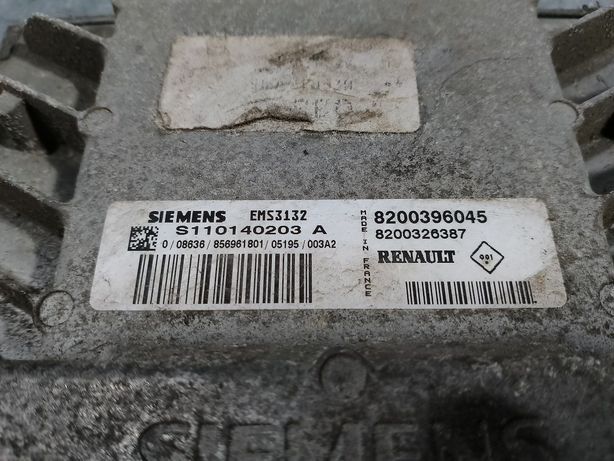 SIEMENS EMS3132
S110140203 A
0 / 08636 / 856961801 / 05195 / 003A2
MADE IN FRANCE
8200396045
8200326387
RENAULT
001
SIEMENS